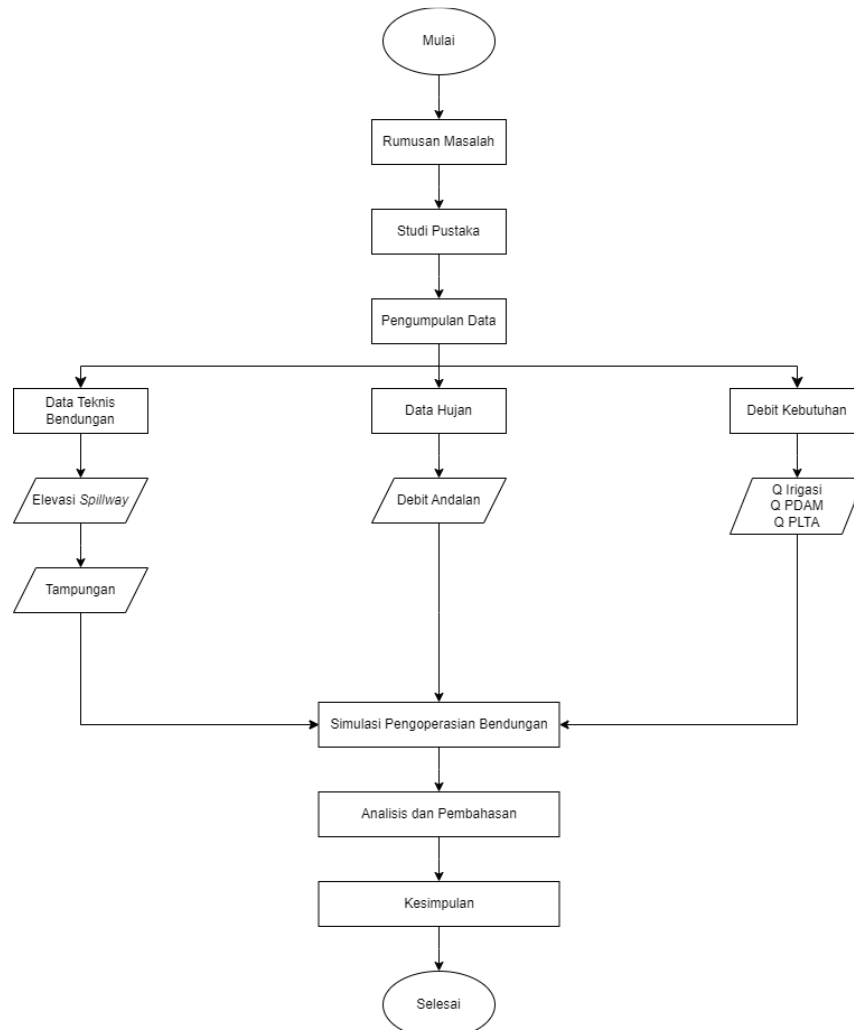 Mulai
Rumusan Masalah
Studi Pustaka
Pengumpulan Data
Data Teknis
Bendungan
Data Hujan
Debit Kebutuhan
Elevasi Spillway
Debit Andalan
Q Irigasi
Q PDAM
Q PLTA
Tampungan
Simulasi Pengoperasian Bendungan
Analisis dan Pembahasan
Kesimpulan
Selesai